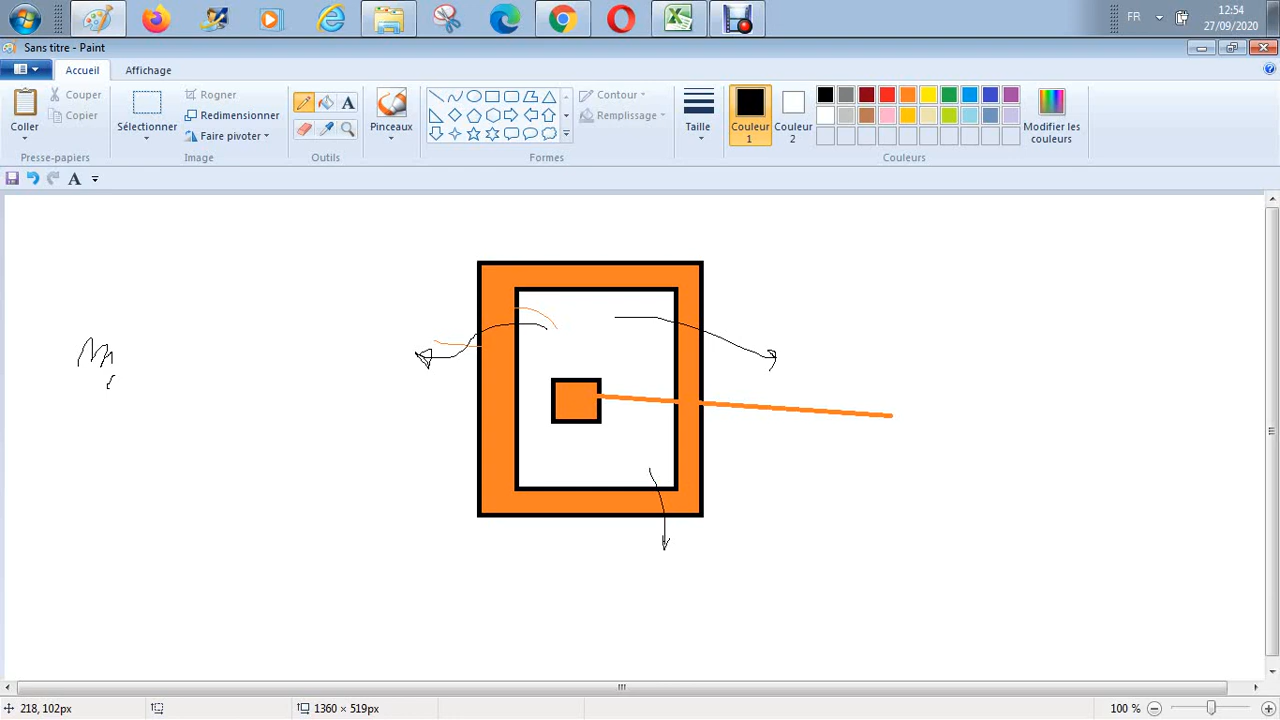 FR
12:54
27/09/2020
Sans titre - Paint
Accueil
Affichage
Coller
Couper
Copier
Presse-papiers
Sélectionner
Rogner
Redimensionner
Faire pivoter
Image
A
Outils
Pinceaux
Contour
Remplissage
Formes
Taille
Couleur
1
Couleur
2
Modifier les
couleurs
Couleurs
A
218, 102px
1360 × 519px
100 %